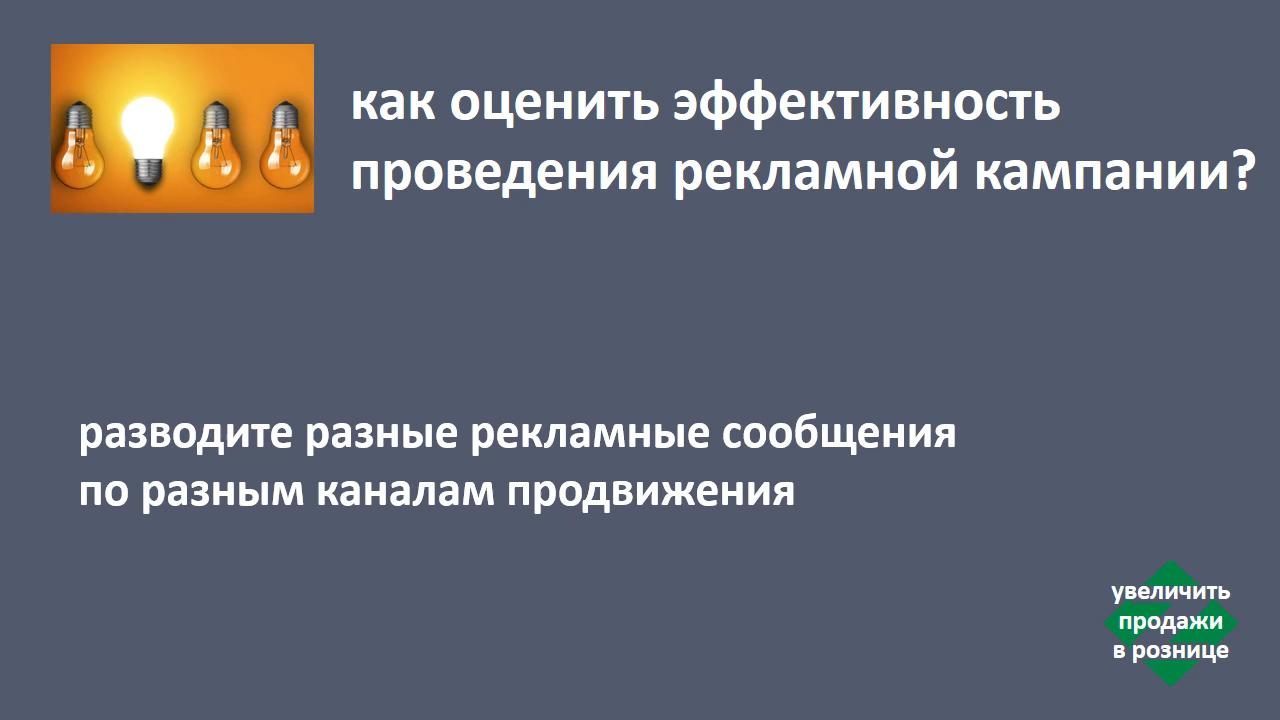 как оценить эффективность
проведения рекламной кампании?
разводите разные рекламные сообщения
по разным каналам продвижения
увеличить
продажи
в рознице